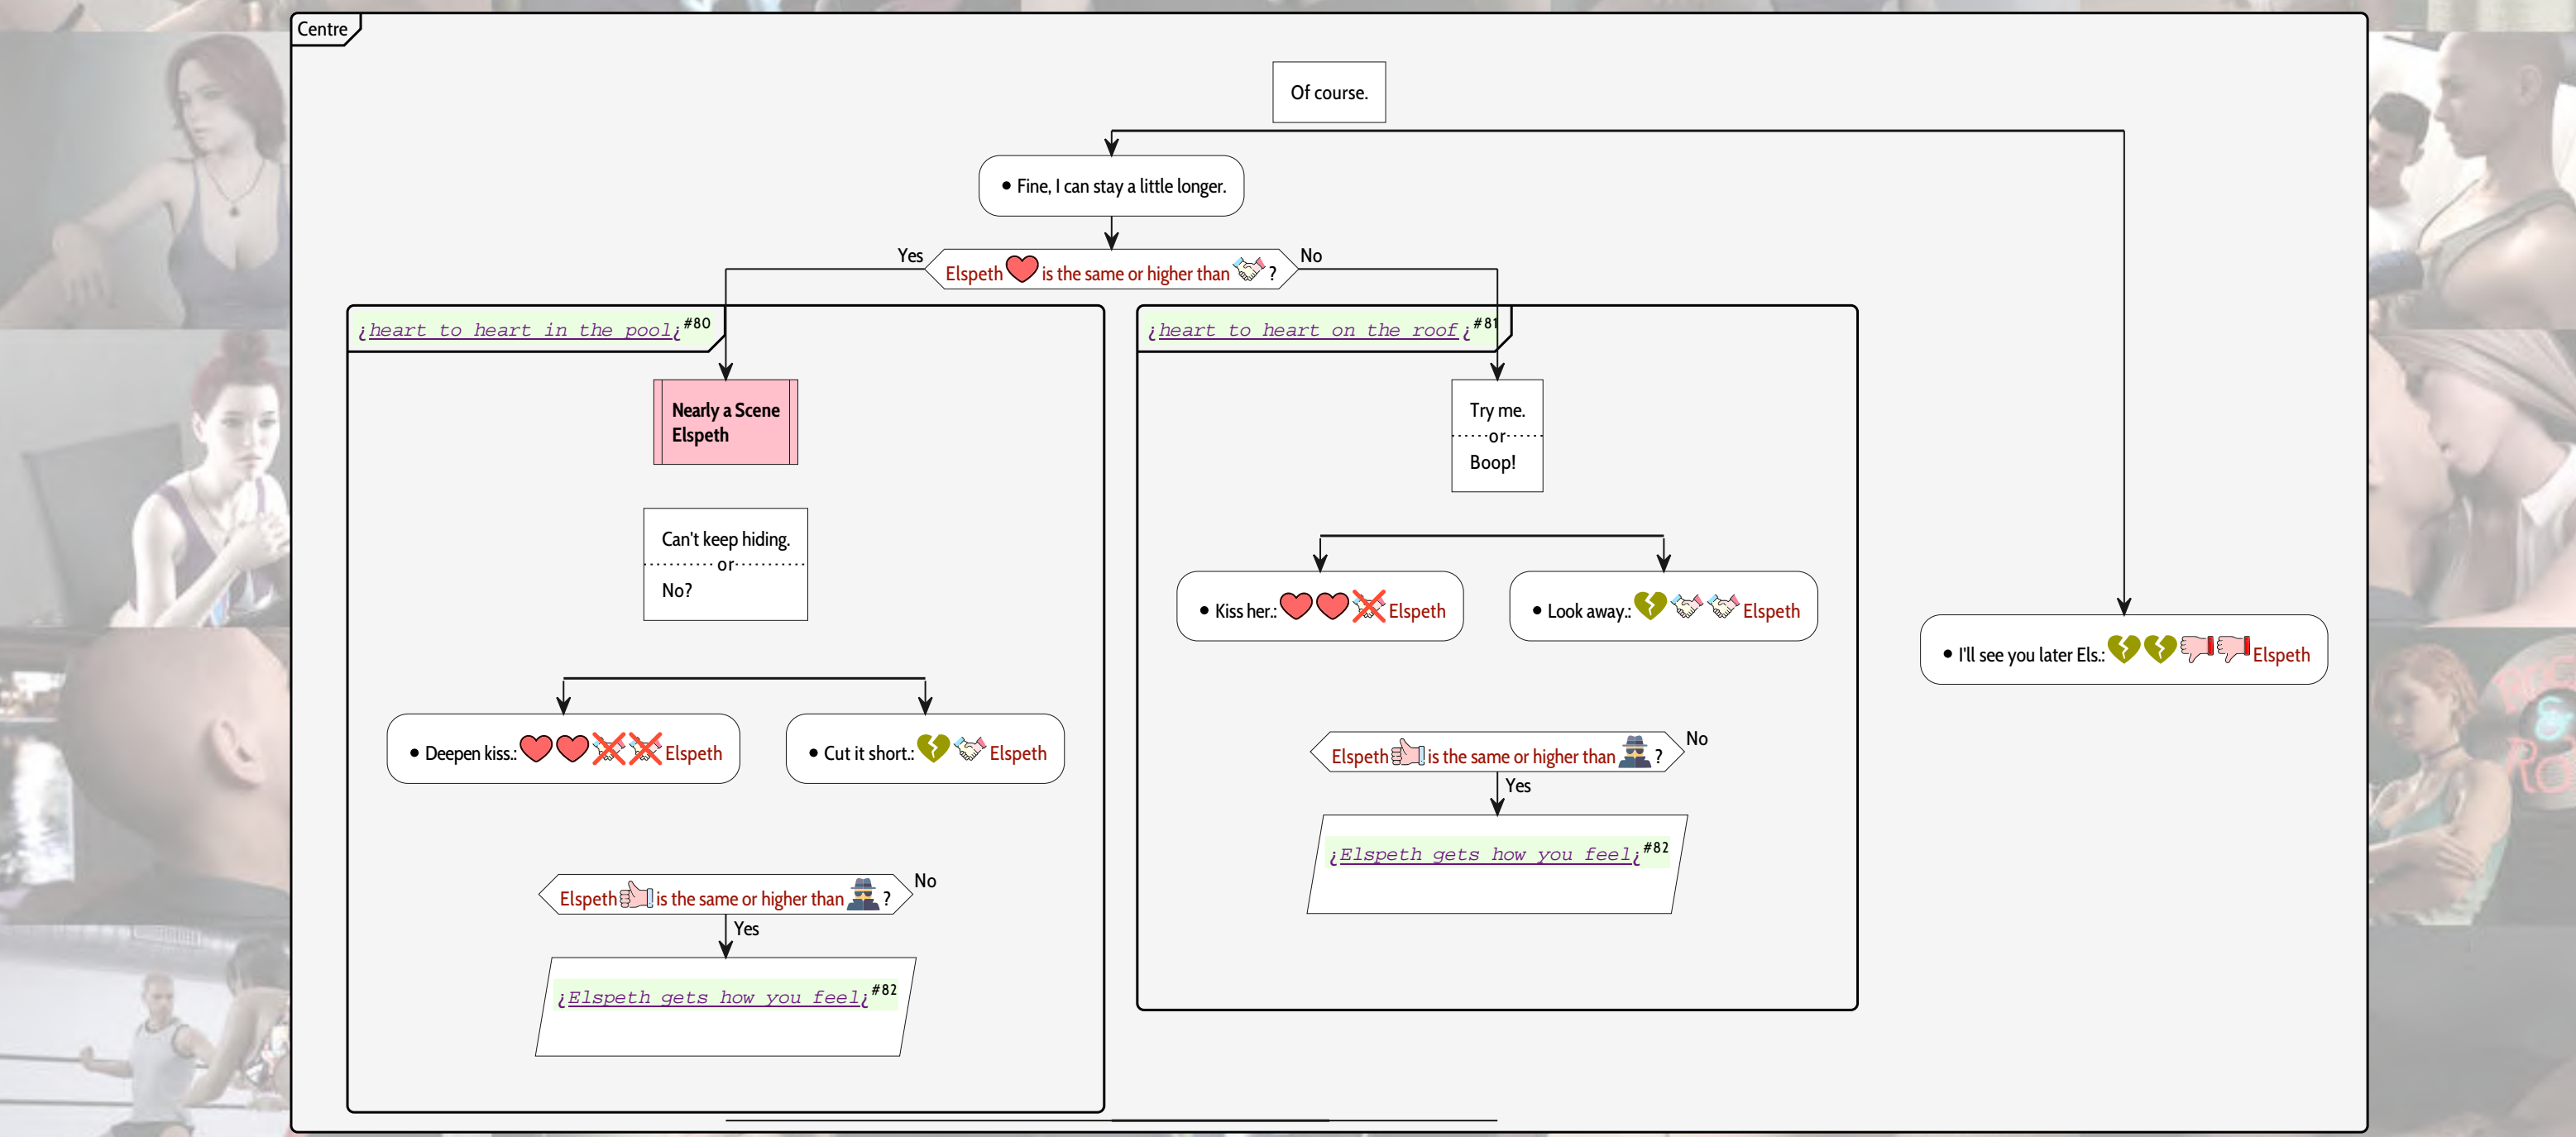 Centre
Of course.
• Fine, I can stay a little longer.
Yes
Elspeth is the same or higher than ?
No
¿heart to heart in the pool¿#80
¿heart to heart on the roof¿#81
Nearly a Scene
Elspeth
Try me.
or
Boop!
Can't keep hiding.
or
No?
• Kiss her.: Elspeth
• Look away.: Elspeth
• I'll see you later Els.: Elspeth
• Deepen kiss.: Elspeth
• Cut it short.: Elspeth
Elspeth is the same or higher than ?
No
Yes
¿Elspeth gets how you feel¿#82
Elspeth is the same or higher than ?
No
Yes
¿Elspeth gets how you feel¿#82